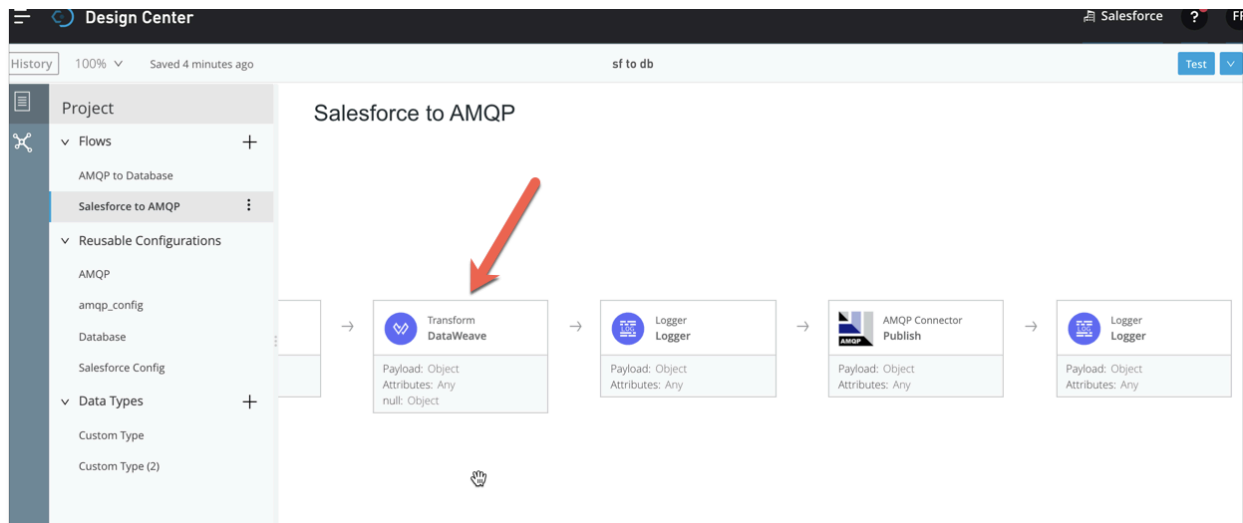 Design Center
Salesforce
?
History
100%
Saved 4 minutes ago
sf to db
Test
Project
Flows
AMQP to Database
Salesforce to AMQP
Reusable Configurations
AMQP
amqp_config
Database
Salesforce Config
Data Types
Custom Type
Custom Type (2)
Salesforce to AMQP
Transform
DataWeave
Payload: Object
Attributes: Any
null: Object
LOG
Logger
Logger
Payload: Object
Attributes: Any
AMQP
AMQP Connector
Publish
Payload: Object
Attributes: Any
LOG
Logger
Logger
Payload: Object
Attributes: Any